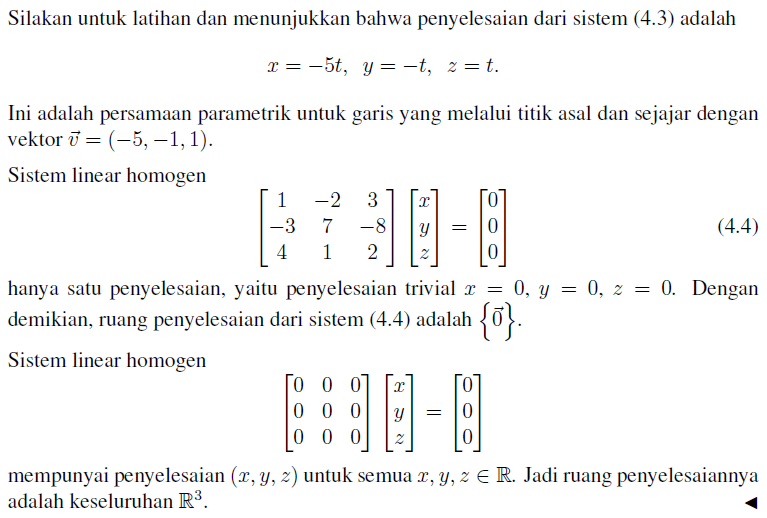 Silakan untuk latihan dan menunjukkan bahwa penyelesaian dari sistem (4.3) adalah
x = −5t, y = −t, z = t.
Ini adalah persamaan parametrik untuk garis yang melalui titik asal dan sejajar dengan
vektor v⃗ = (−5, −1, 1).
Sistem linear homogen
[1 −2 3] [x] [0]
[−3 7 −8] [y] = [0] (4.4)
[4 1 2] [z] [0]
hanya satu penyelesaian, yaitu penyelesaian trivial x = 0, y = 0, z = 0. Dengan
demikian, ruang penyelesaian dari sistem (4.4) adalah {0⃗}.
Sistem linear homogen
[0 0 0] [x] [0]
[0 0 0] [y] = [0]
[0 0 0] [z] [0]
mempunyai penyelesaian (x, y, z) untuk semua x, y, z ∈ ℝ. Jadi ruang penyelesaiannya
adalah keseluruhan ℝ³. ◄